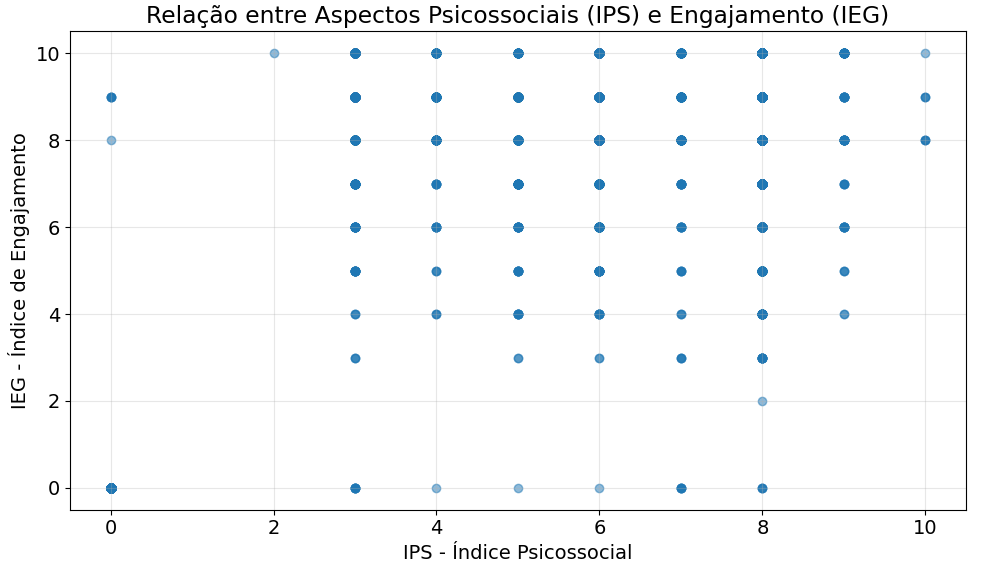 Relação entre Aspectos Psicossociais (IPS) e Engajamento (IEG)
IEG - Índice de Engajamento
10
8
6
4
2
0
0 2 4 6 8 10
IPS - Índice Psicossocial